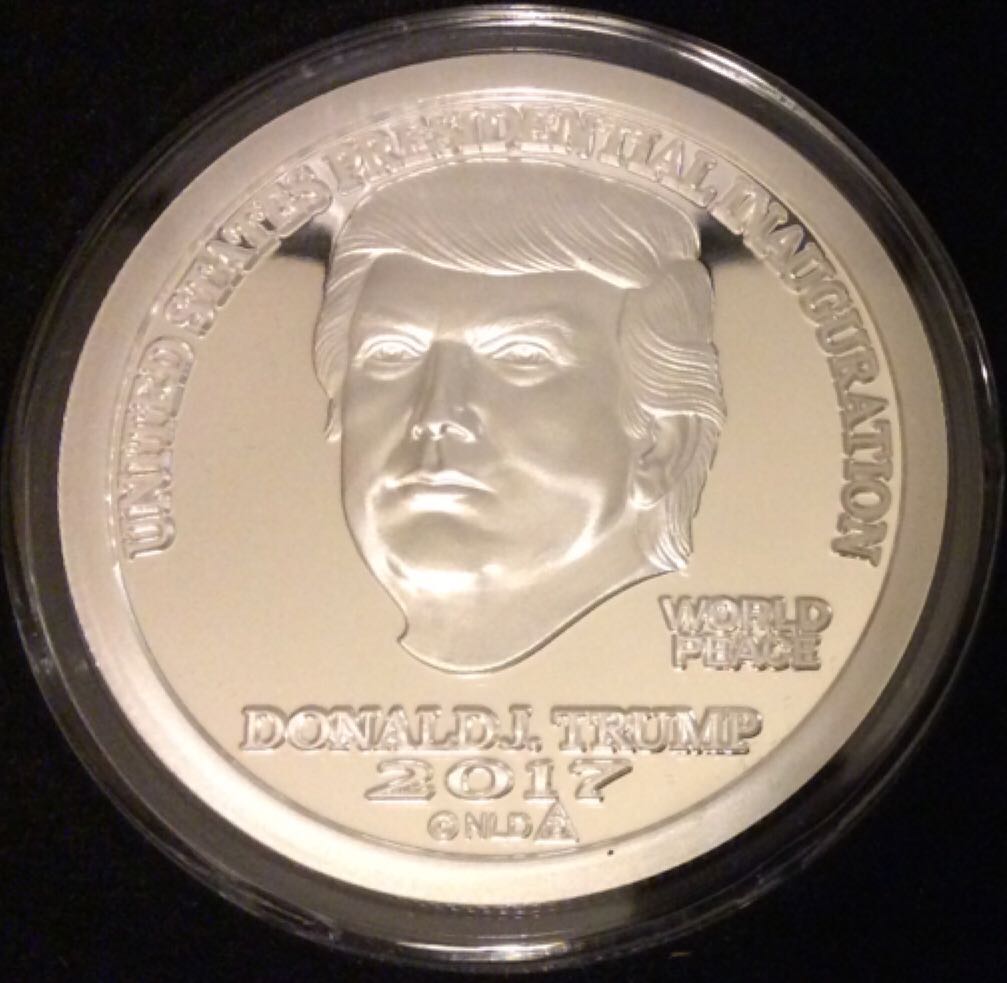 UNITED STATES PRESIDENTIAL INAUGURATION
WORLD
PEACE
DONALD J. TRUMP
2017
© NLD